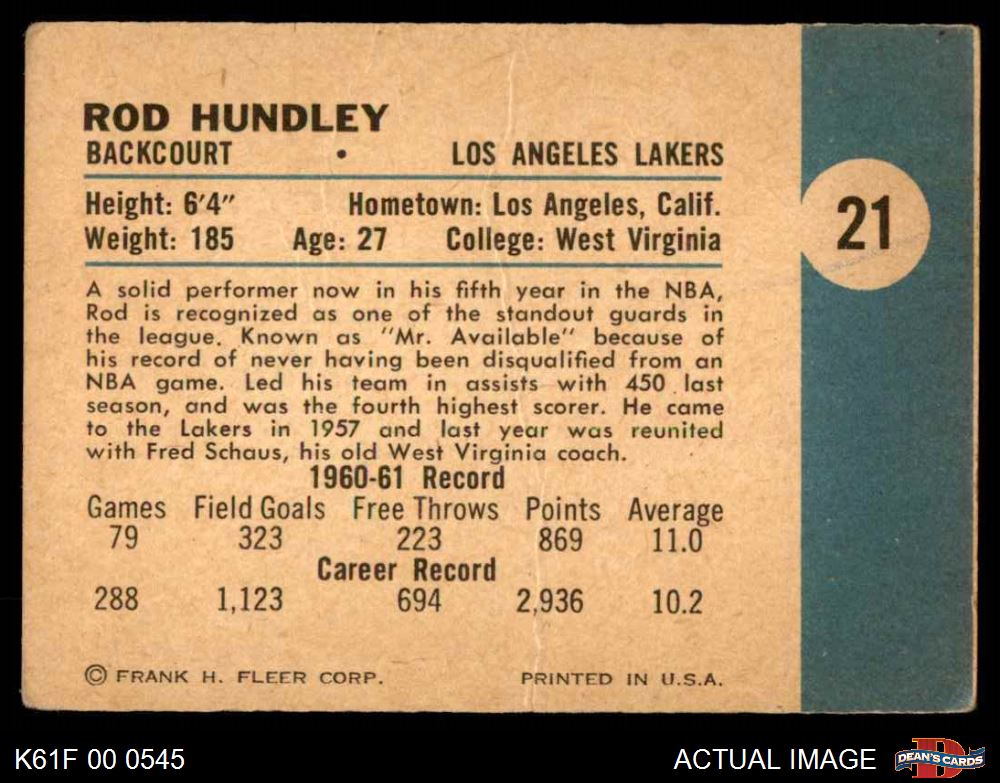 ROD HUNDLEY
BACKCOURT • LOS ANGELES LAKERS
Height: 6'4" Hometown: Los Angeles, Calif.
Weight: 185 Age: 27 College: West Virginia
21
A solid performer now in his fifth year in the NBA,
Rod is recognized as one of the standout guards in
the league. Known as "Mr. Available" because of
his record of never having been disqualified from an
NBA game. Led his team in assists with 450 last
season, and was the fourth highest scorer. He came
to the Lakers in 1957 and last year was reunited
with Fred Schaus, his old West Virginia coach.
1960-61 Record
Games Field Goals Free Throws Points Average
79 323 223 869 11.0
Career Record
288 1,123 694 2,936 10.2
© FRANK H. FLEER CORP. PRINTED IN U.S.A.
K61F 00 0545 ACTUAL IMAGE
D
DEAN'S CARDS